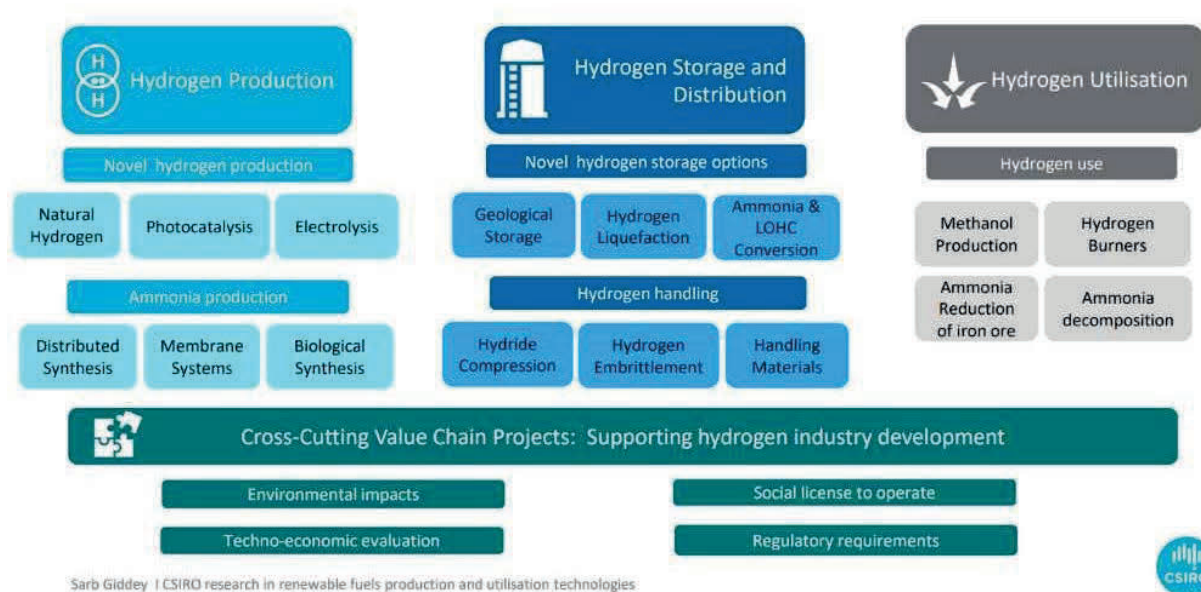 H
H
Hydrogen Production
Novel hydrogen production
Natural
Hydrogen
Photocatalysis
Electrolysis
Ammonia production
Distributed
Synthesis
Membrane
Systems
Biological
Synthesis
Hydrogen Storage and
Distribution
Novel hydrogen storage options
Geological
Storage
Hydrogen
Liquefaction
Ammonia &
LOHC
Conversion
Hydrogen handling
Hydride
Compression
Hydrogen
Embrittlement
Handling
Materials
Hydrogen Utilisation
Hydrogen use
Methanol
Production
Hydrogen
Burners
Ammonia
Reduction
of iron ore
Ammonia
decomposition
Cross-Cutting Value Chain Projects: Supporting hydrogen industry development
Environmental impacts
Social license to operate
Techno-economic evaluation
Regulatory requirements
Sarb Giddey | CSIRO research in renewable fuels production and utilisation technologies
CSIRO